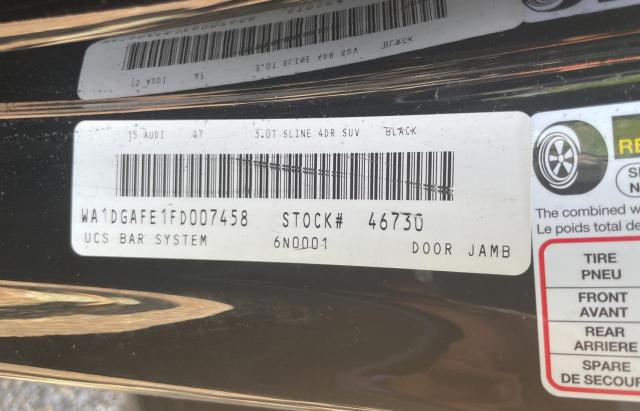 15 AUDI Q7 3.0T SLINE 4DR SUV BLACK
WA1DGAFE1FD007458 STOCK# 46730
UCS BAR SYSTEM 6N0001 DOOR JAMB
The combined w
Le poids total de
TIRE
PNEU
FRONT
AVANT
REAR
ARRIERE
SPARE
DE SECOUR